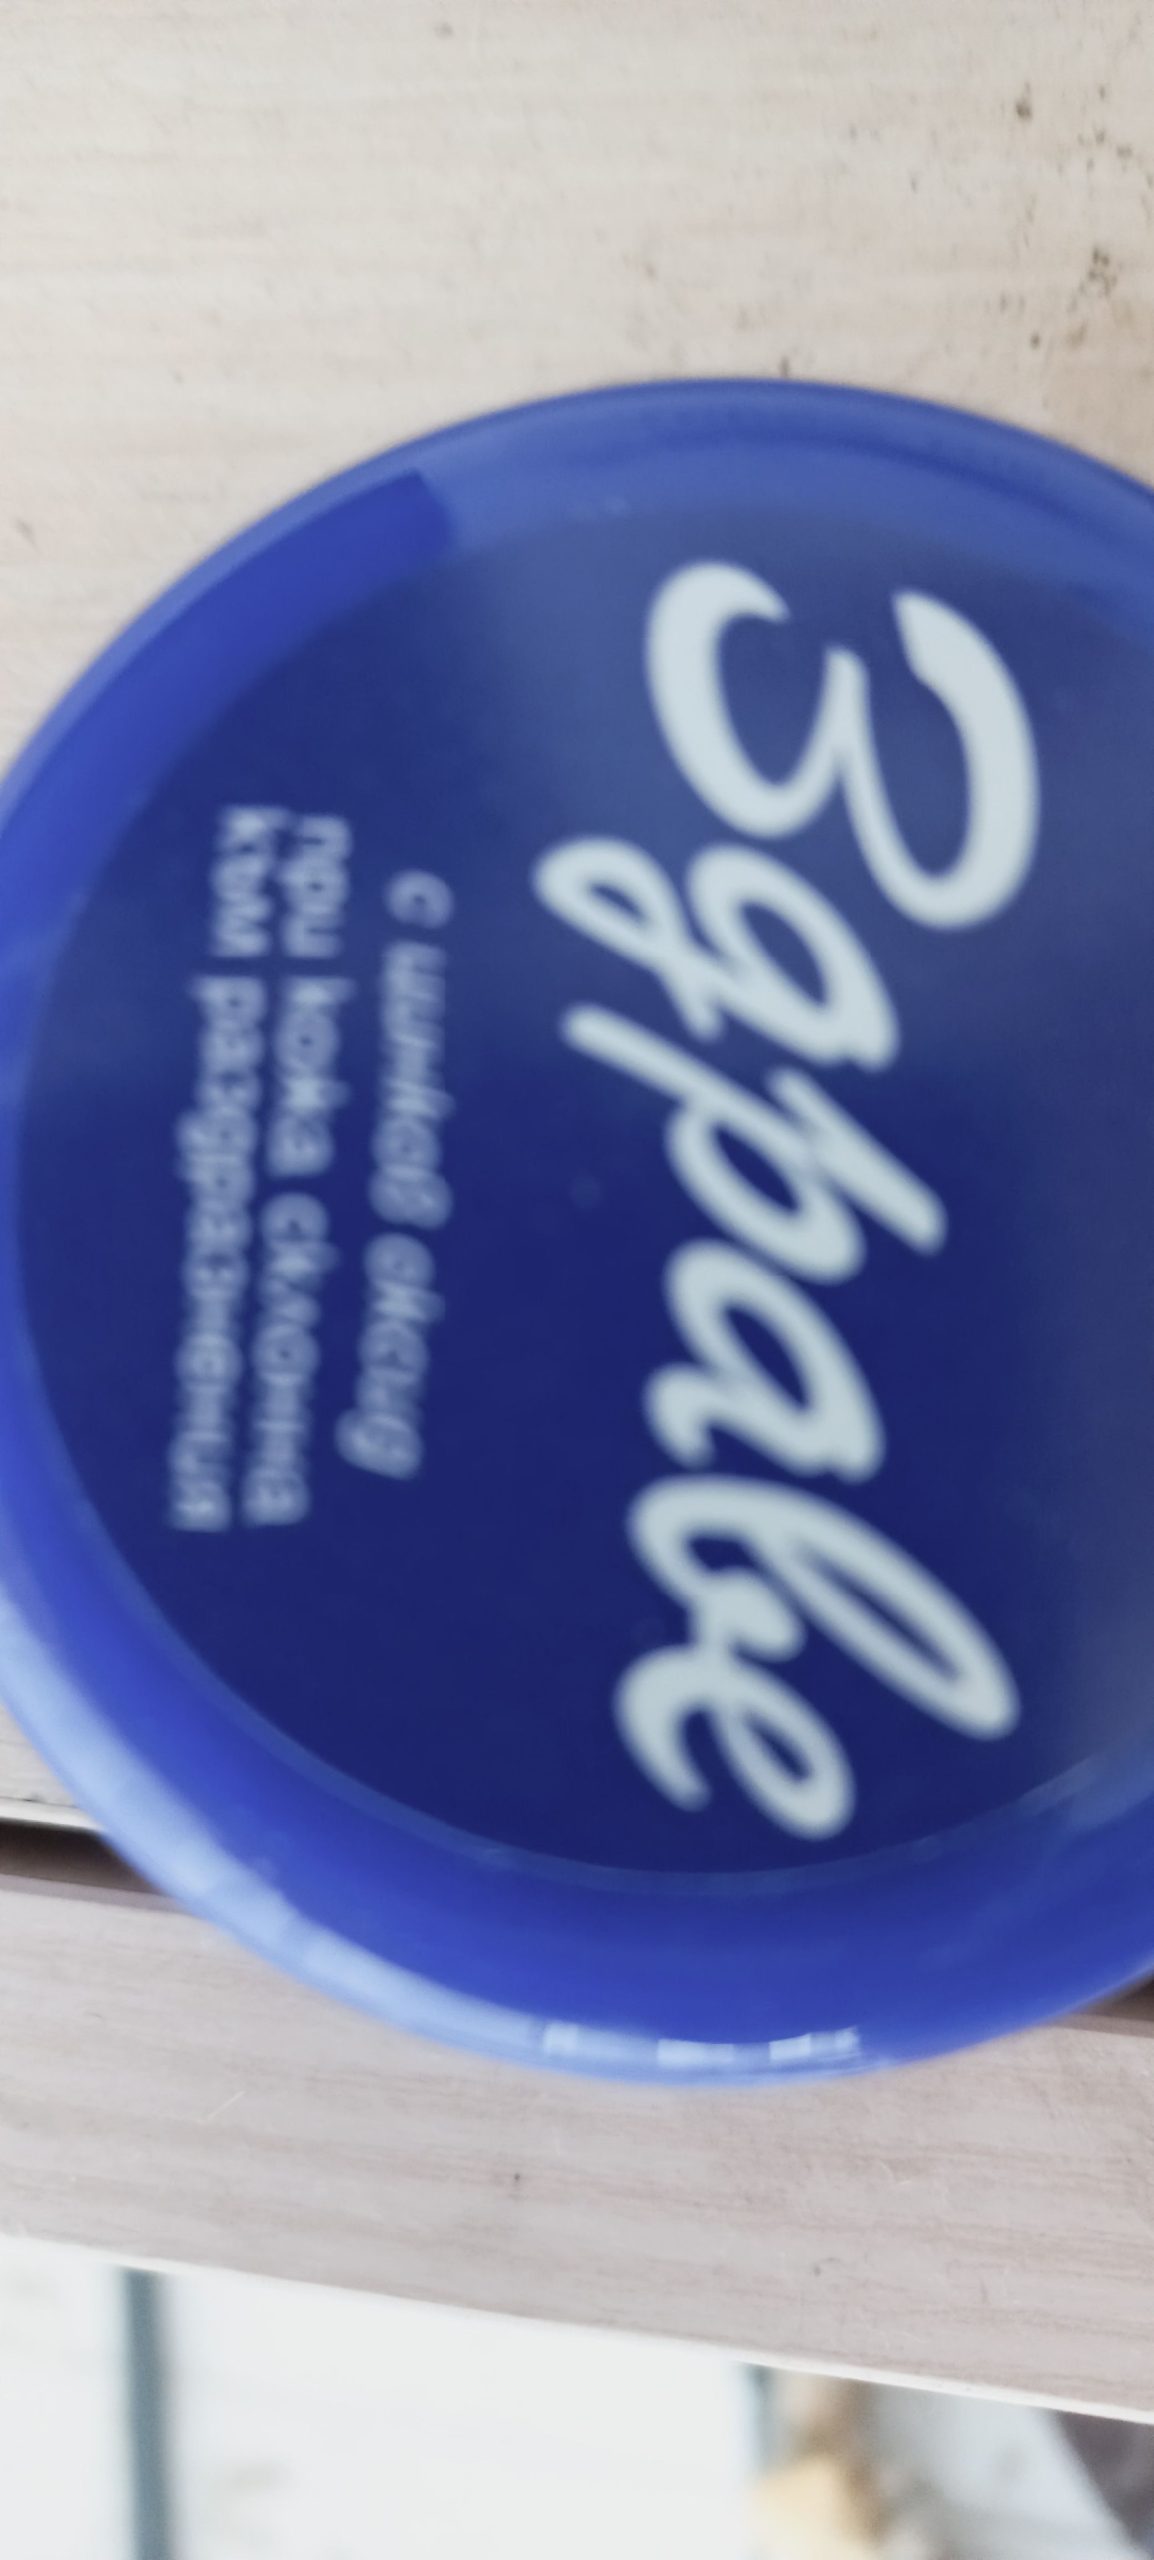 Здраве
с цинков оксид
при кожа склонна
към раздразнения